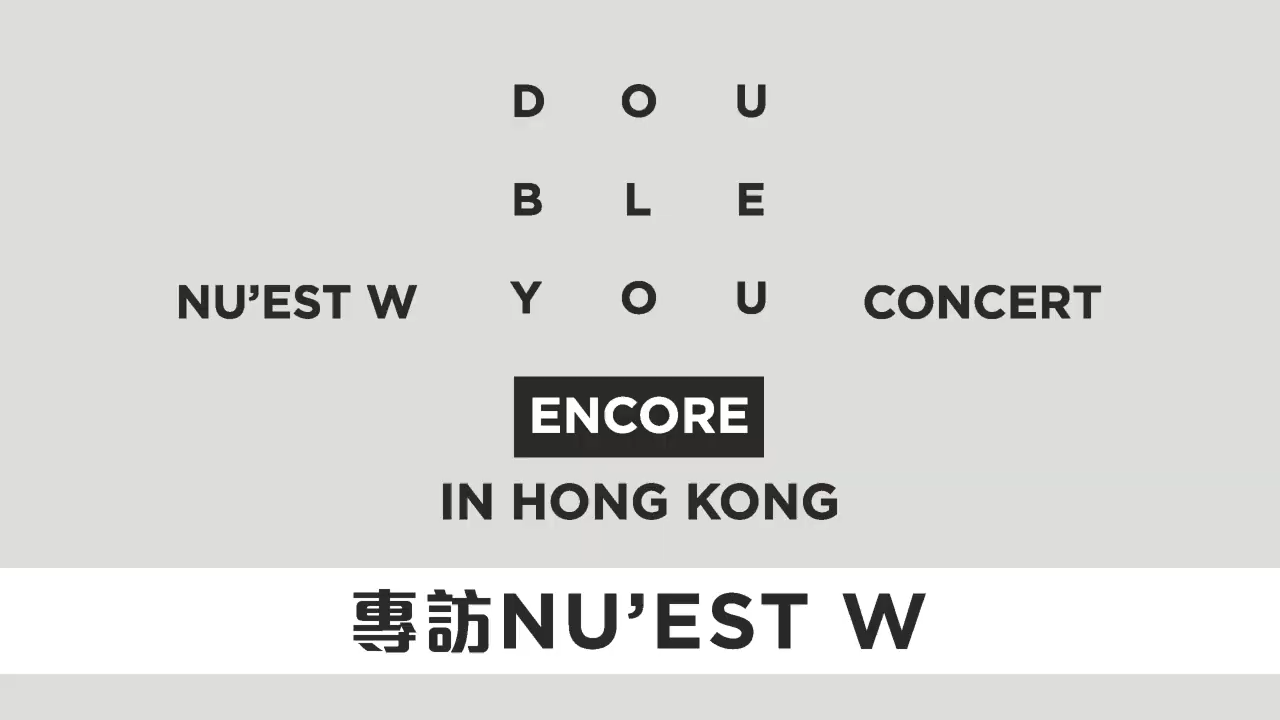 D O U
B L E
NU’EST W Y O U CONCERT
ENCORE
IN HONG KONG
專訪NU’EST W